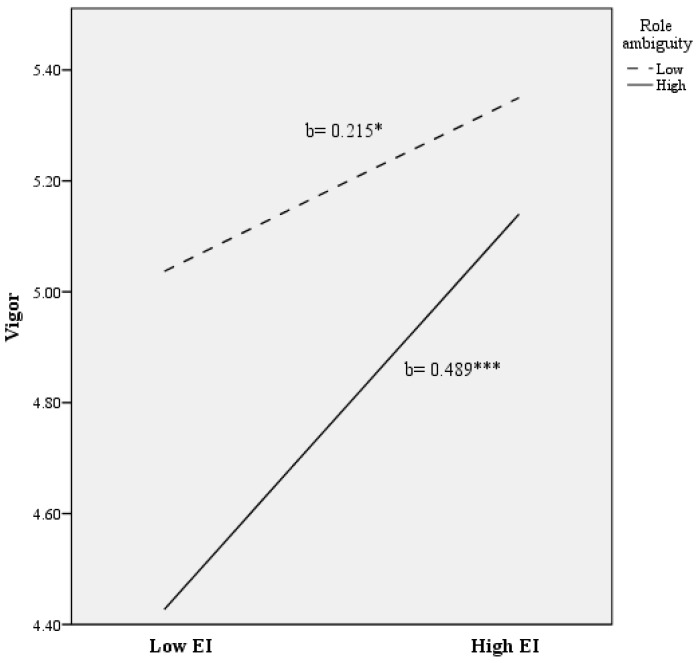 Role
ambiguity
Low
High
5.40
5.20
5.00
4.80
4.60
4.40
Vigor
b= 0.215*
b= 0.489***
Low EI
High EI